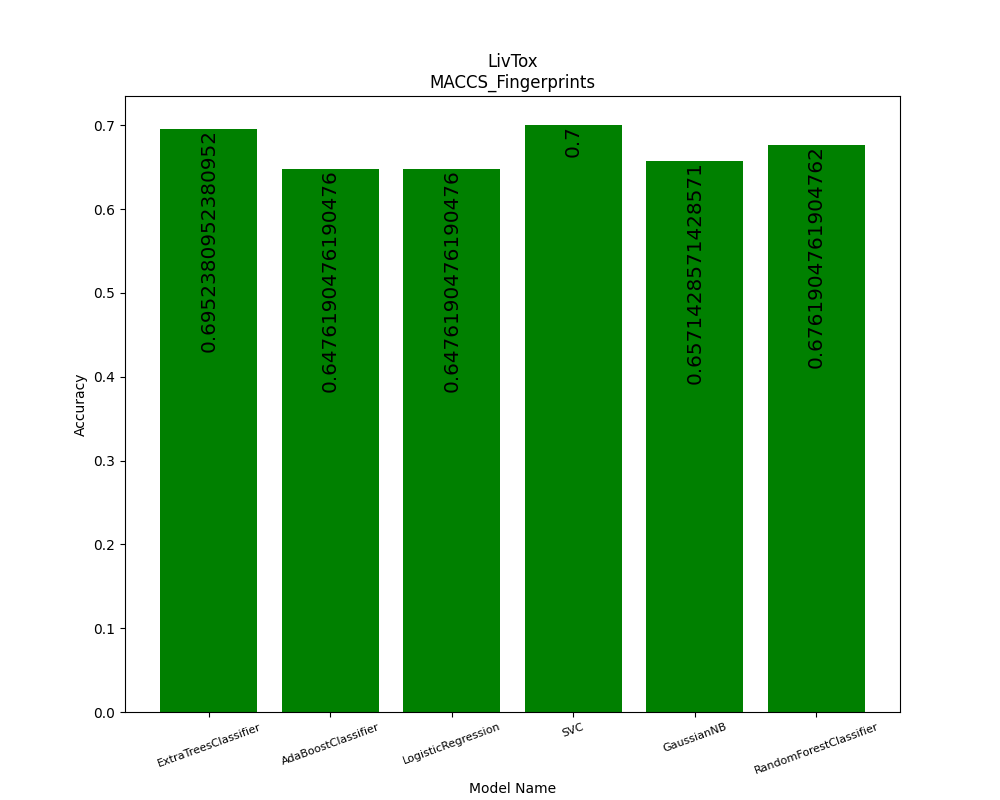 LivTox
MACCS_Fingerprints
Accuracy
0.7
0.6
0.5
0.4
0.3
0.2
0.1
0.0
0.6952380952380952
0.6476190476190476
0.6476190476190476
0.7
0.6571428571428571
0.6761904761904762
ExtraTreesClassifier
AdaBoostClassifier
LogisticRegression
SVC
GaussianNB
RandomForestClassifier
Model Name